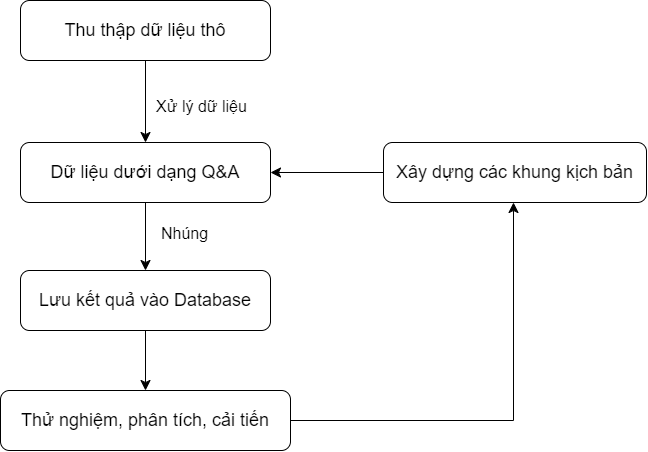 Thu thập dữ liệu thô
Xử lý dữ liệu
Dữ liệu dưới dạng Q&A
Xây dựng các khung kịch bản
Nhúng
Lưu kết quả vào Database
Thử nghiệm, phân tích, cải tiến